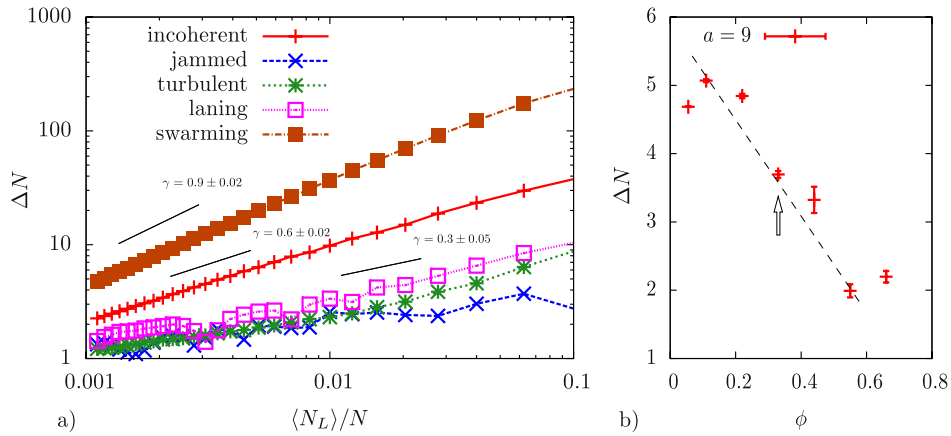 1000
100
10
1
ΔN
incoherent
jammed
turbulent
laning
swarming
γ = 0.9 ± 0.02
γ = 0.6 ± 0.02
γ = 0.3 ± 0.05
0.001
0.01
0.1
a)
⟨N_L⟩/N
6
5
4
3
2
1
ΔN
a = 9
0
0.2
0.4
0.6
0.8
b)
ϕ